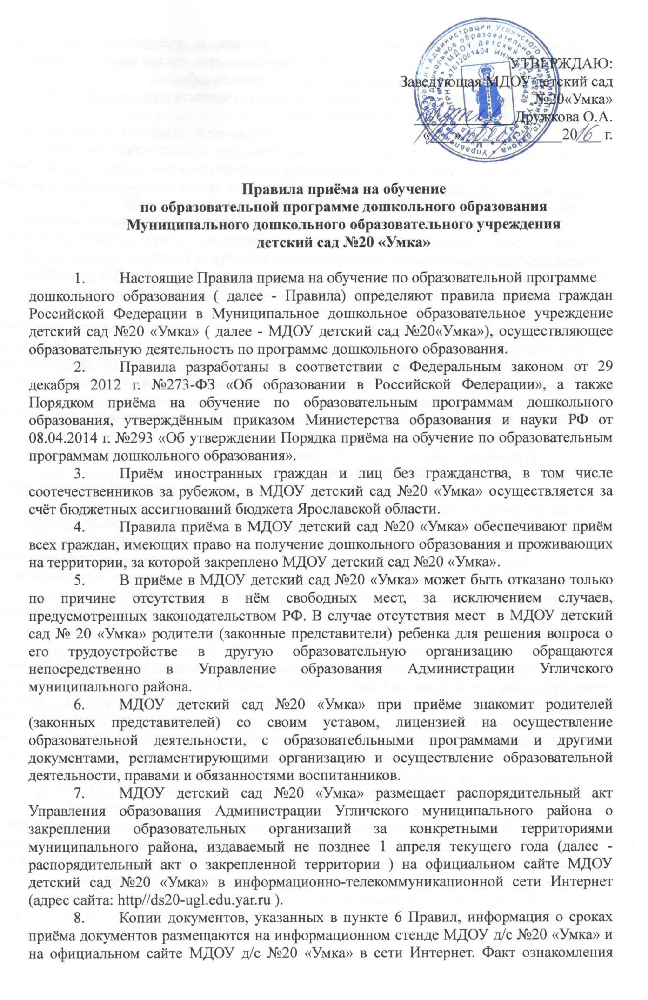 УТВЕРЖДАЮ:
Заведующая МДОУ детский сад
№20«Умка»
Дружкова О.А.
« » 2016 г.
Правила приёма на обучение
по образовательной программе дошкольного образования
Муниципального дошкольного образовательного учреждения
детский сад №20 «Умка»
1. Настоящие Правила приема на обучение по образовательной программе
дошкольного образования ( далее - Правила) определяют правила приема граждан
Российской Федерации в Муниципальное дошкольное образовательное учреждение
детский сад №20 «Умка» ( далее - МДОУ детский сад №20«Умка»), осуществляющее
образовательную деятельность по программе дошкольного образования.
2. Правила разработаны в соответствии с Федеральным законом от 29
декабря 2012 г. №273-ФЗ «Об образовании в Российской Федерации», а также
Порядком приёма на обучение по образовательным программам дошкольного
образования, утверждённым приказом Министерства образования и науки РФ от
08.04.2014 г. №293 «Об утверждении Порядка приёма на обучение по образовательным
программам дошкольного образования».
3. Приём иностранных граждан и лиц без гражданства, в том числе
соотечественников за рубежом, в МДОУ детский сад №20 «Умка» осуществляется за
счёт бюджетных ассигнований бюджета Ярославской области.
4. Правила приёма в МДОУ детский сад №20 «Умка» обеспечивают приём
всех граждан, имеющих право на получение дошкольного образования и проживающих
на территории, за которой закреплено МДОУ детский сад №20 «Умка».
5. В приёме в МДОУ детский сад №20 «Умка» может быть отказано только
по причине отсутствия в нём свободных мест, за исключением случаев,
предусмотренных законодательством РФ. В случае отсутствия мест в МДОУ детский
сад № 20 «Умка» родители (законные представители) ребенка для решения вопроса о
его трудоустройстве в другую образовательную организацию обращаются
непосредственно в Управление образования Администрации Угличского
муниципального района.
6. МДОУ детский сад №20 «Умка» при приёме знакомит родителей
(законных представителей) со своим уставом, лицензией на осуществление
образовательной деятельности, с образовате6льными программами и другими
документами, регламентирующими организацию и осуществление образовательной
деятельности, правами и обязанностями воспитанников.
7. МДОУ детский сад №20 «Умка» размещает распорядительный акт
Управления образования Администрации Угличского муниципального района о
закреплении образовательных организаций за конкретными территориями
муниципального района, издаваемый не позднее 1 апреля текущего года (далее -
распорядительный акт о закрепленной территории ) на официальном сайте МДОУ
детский сад №20 «Умка» в информационно-телекоммуникационной сети Интернет
(адрес сайта: http//ds20-ugl.edu.yar.ru ).
8. Копии документов, указанных в пункте 6 Правил, информация о сроках
приёма документов размещаются на информационном стенде МДОУ д/с №20 «Умка» и
на официальном сайте МДОУ д/с №20 «Умка» в сети Интернет. Факт ознакомления